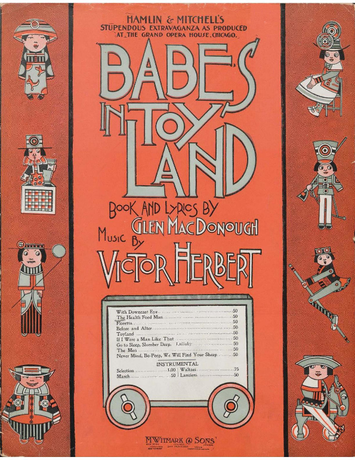 HAMLIN & MITCHELL'S
STUPENDOUS EXTRAVAGANZA AS PRODUCED
AT THE GRAND OPERA HOUSE, CHICAGO.
BABES
IN TOY
LAND
BOOK AND LYRICS BY
GLEN MACDONOUGH
MUSIC BY
VICTOR HERBERT
With Downcast Eye .50
The Health Food Man .50
Floretta .50
Before and After .50
Toyland .50
If I Were a Man Like That .50
Go to Sleep, Slumber Deep. Lullaby .50
The Men .50
Never Mind, Bo-Peep, We Will Find Your Sheep .50
INSTRUMENTAL
Selection 1.00 Waltzes .75
March .50 Lanciers .50
M. WITMARK & SONS